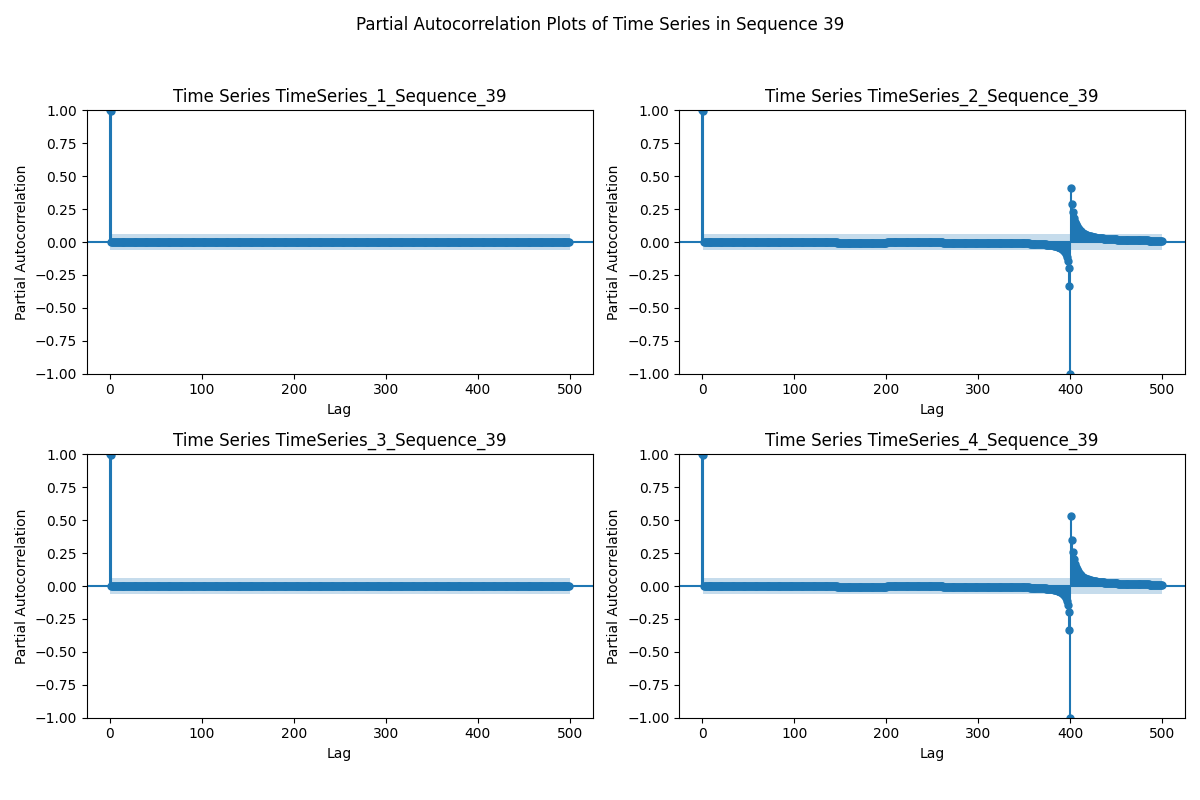 Partial Autocorrelation Plots of Time Series in Sequence 39
Time Series TimeSeries_1_Sequence_39
1.00
0.75
0.50
0.25
0.00
−0.25
−0.50
−0.75
−1.00
Partial Autocorrelation
0 100 200 300 400 500
Lag
Time Series TimeSeries_2_Sequence_39
1.00
0.75
0.50
0.25
0.00
−0.25
−0.50
−0.75
−1.00
Partial Autocorrelation
0 100 200 300 400 500
Lag
Time Series TimeSeries_3_Sequence_39
1.00
0.75
0.50
0.25
0.00
−0.25
−0.50
−0.75
−1.00
Partial Autocorrelation
0 100 200 300 400 500
Lag
Time Series TimeSeries_4_Sequence_39
1.00
0.75
0.50
0.25
0.00
−0.25
−0.50
−0.75
−1.00
Partial Autocorrelation
0 100 200 300 400 500
Lag